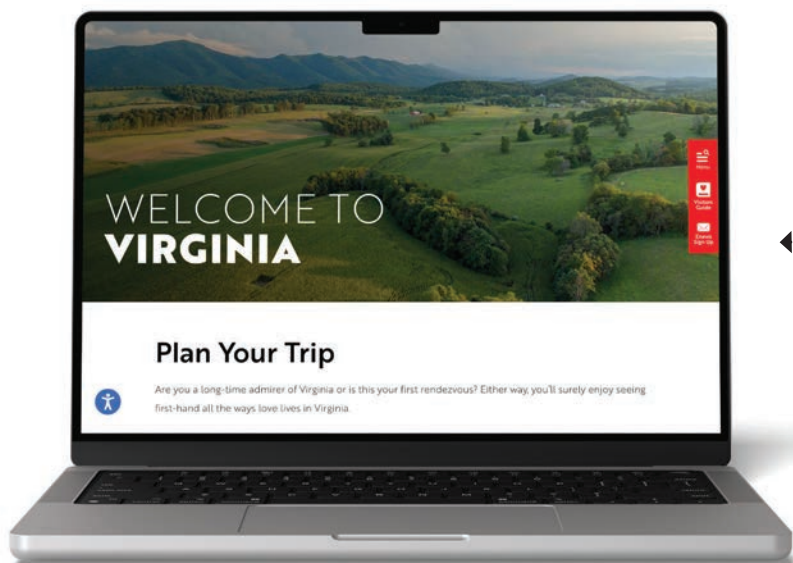 WELCOME TO
VIRGINIA
Menu
Visitors
Guide
Enews
Sign-Up
Plan Your Trip
Are you a long-time admirer of Virginia or is this your first rendezvous? Either way, you'll surely enjoy seeing
first-hand all the ways love lives in Virginia.